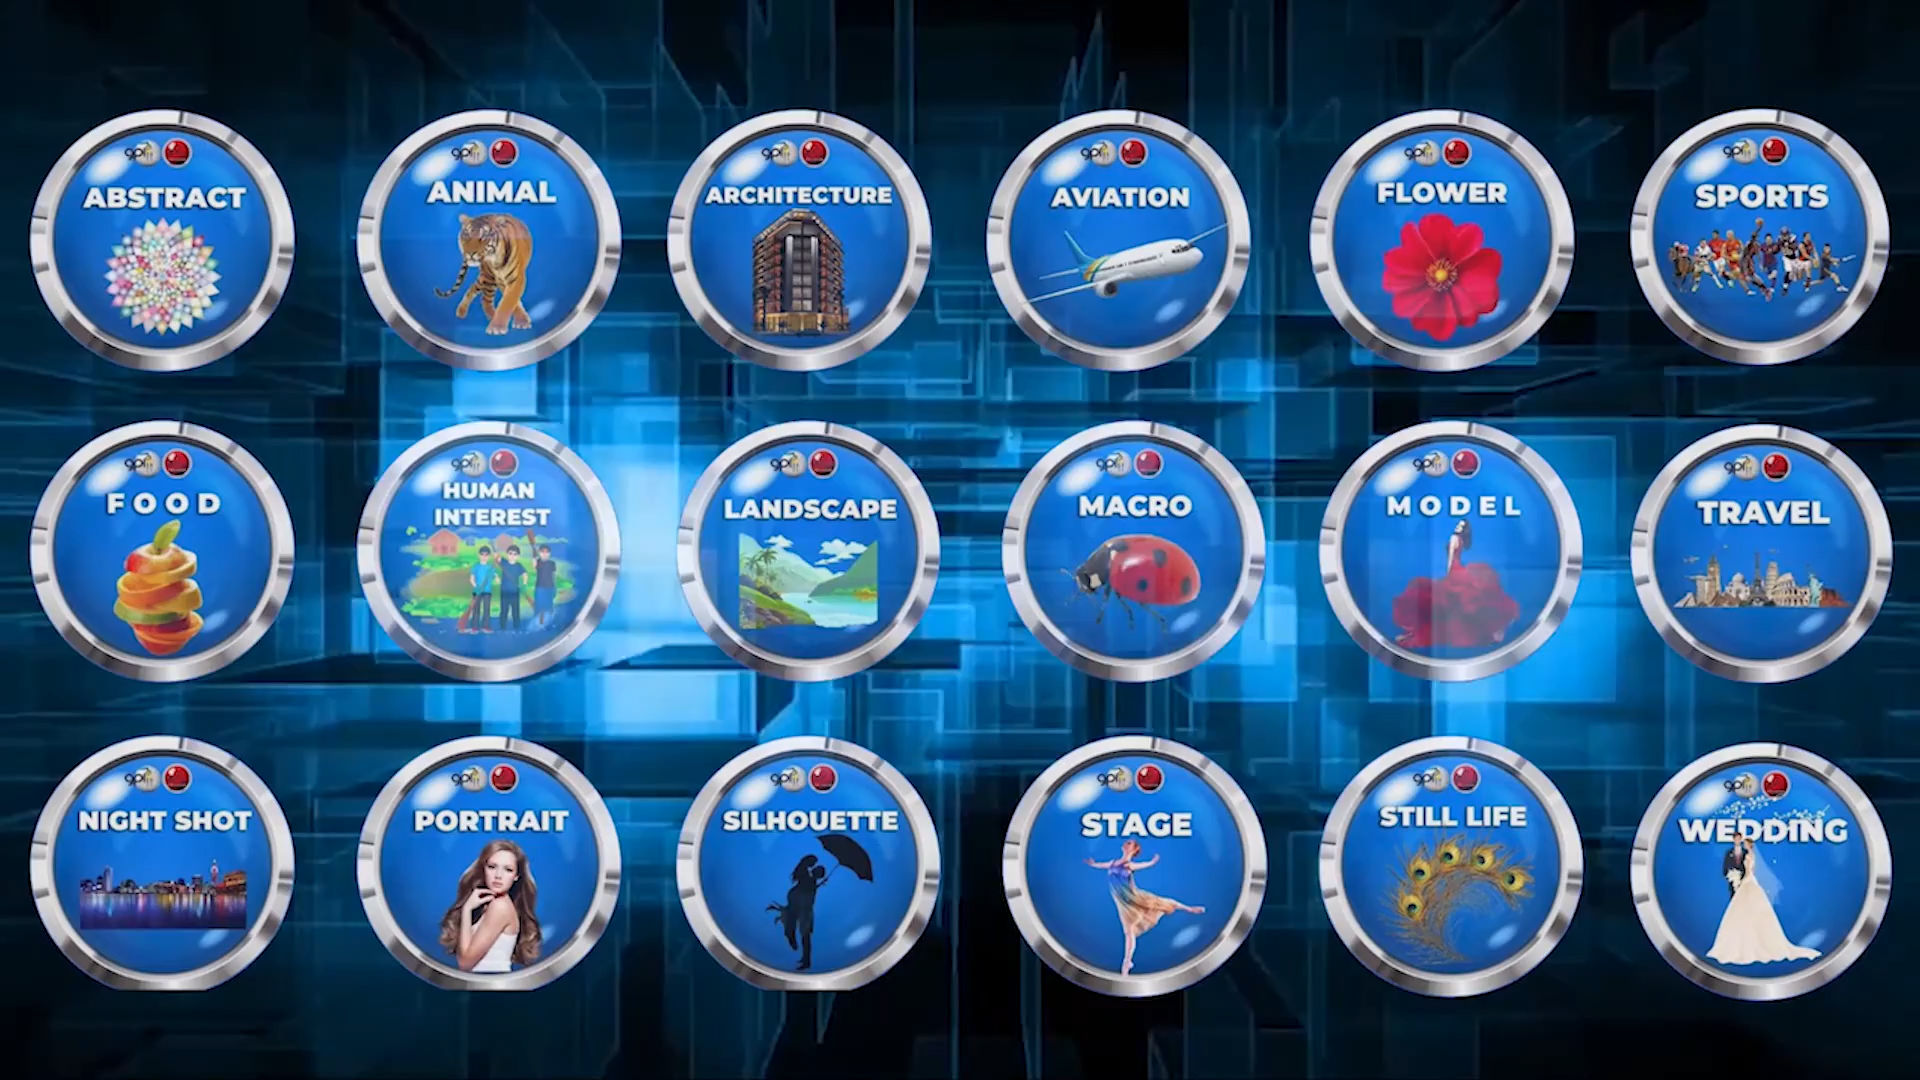 ABSTRACT
ANIMAL
ARCHITECTURE
AVIATION
FLOWER
SPORTS
FOOD
HUMAN
INTEREST
LANDSCAPE
MACRO
MODEL
TRAVEL
NIGHT SHOT
PORTRAIT
SILHOUETTE
STAGE
STILL LIFE
WEDDING